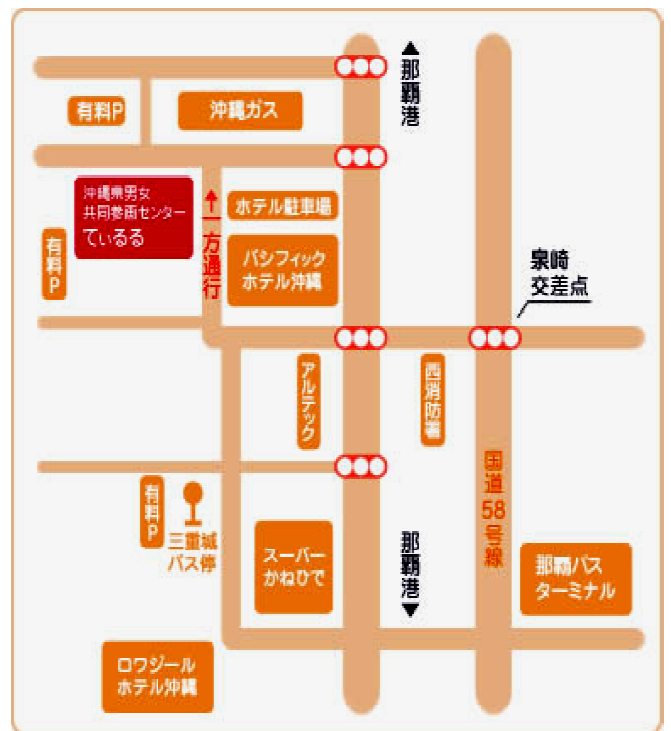 ▲那覇港
有料P
沖縄ガス
沖縄県男女
共同参画センター
ているる
↑一方通行
ホテル駐車場
パシフィック
ホテル沖縄
有料P
泉崎
交差点
アルテック
西消防署
国道58号線
有料P
三重城
バス停
スーパー
かねひで
那覇港▼
那覇バス
ターミナル
ロワジール
ホテル沖縄